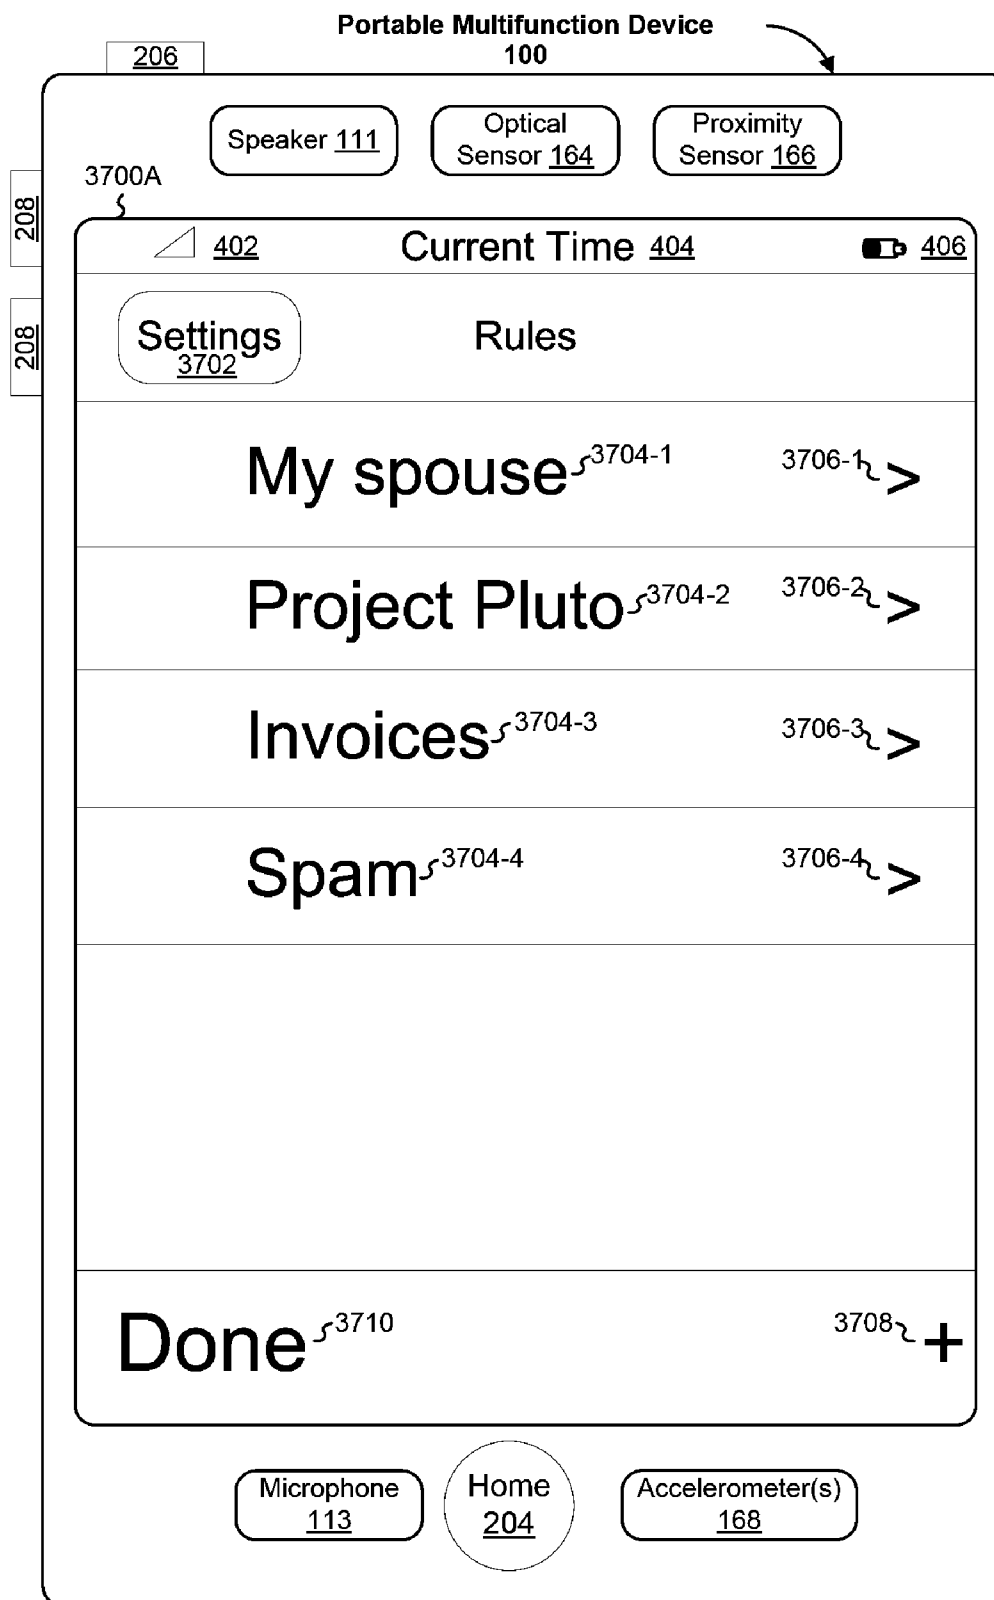 Portable Multifunction Device
100
206
Speaker 111
Optical
Sensor 164
Proximity
Sensor 166
3700A
208
208
402
Current Time 404
406
Settings
3702
Rules
My spouse 3704-1
3706-1 >
Project Pluto 3704-2
3706-2 >
Invoices 3704-3
3706-3 >
Spam 3704-4
3706-4 >
Done 3710
3708 +
Microphone
113
Home
204
Accelerometer(s)
168